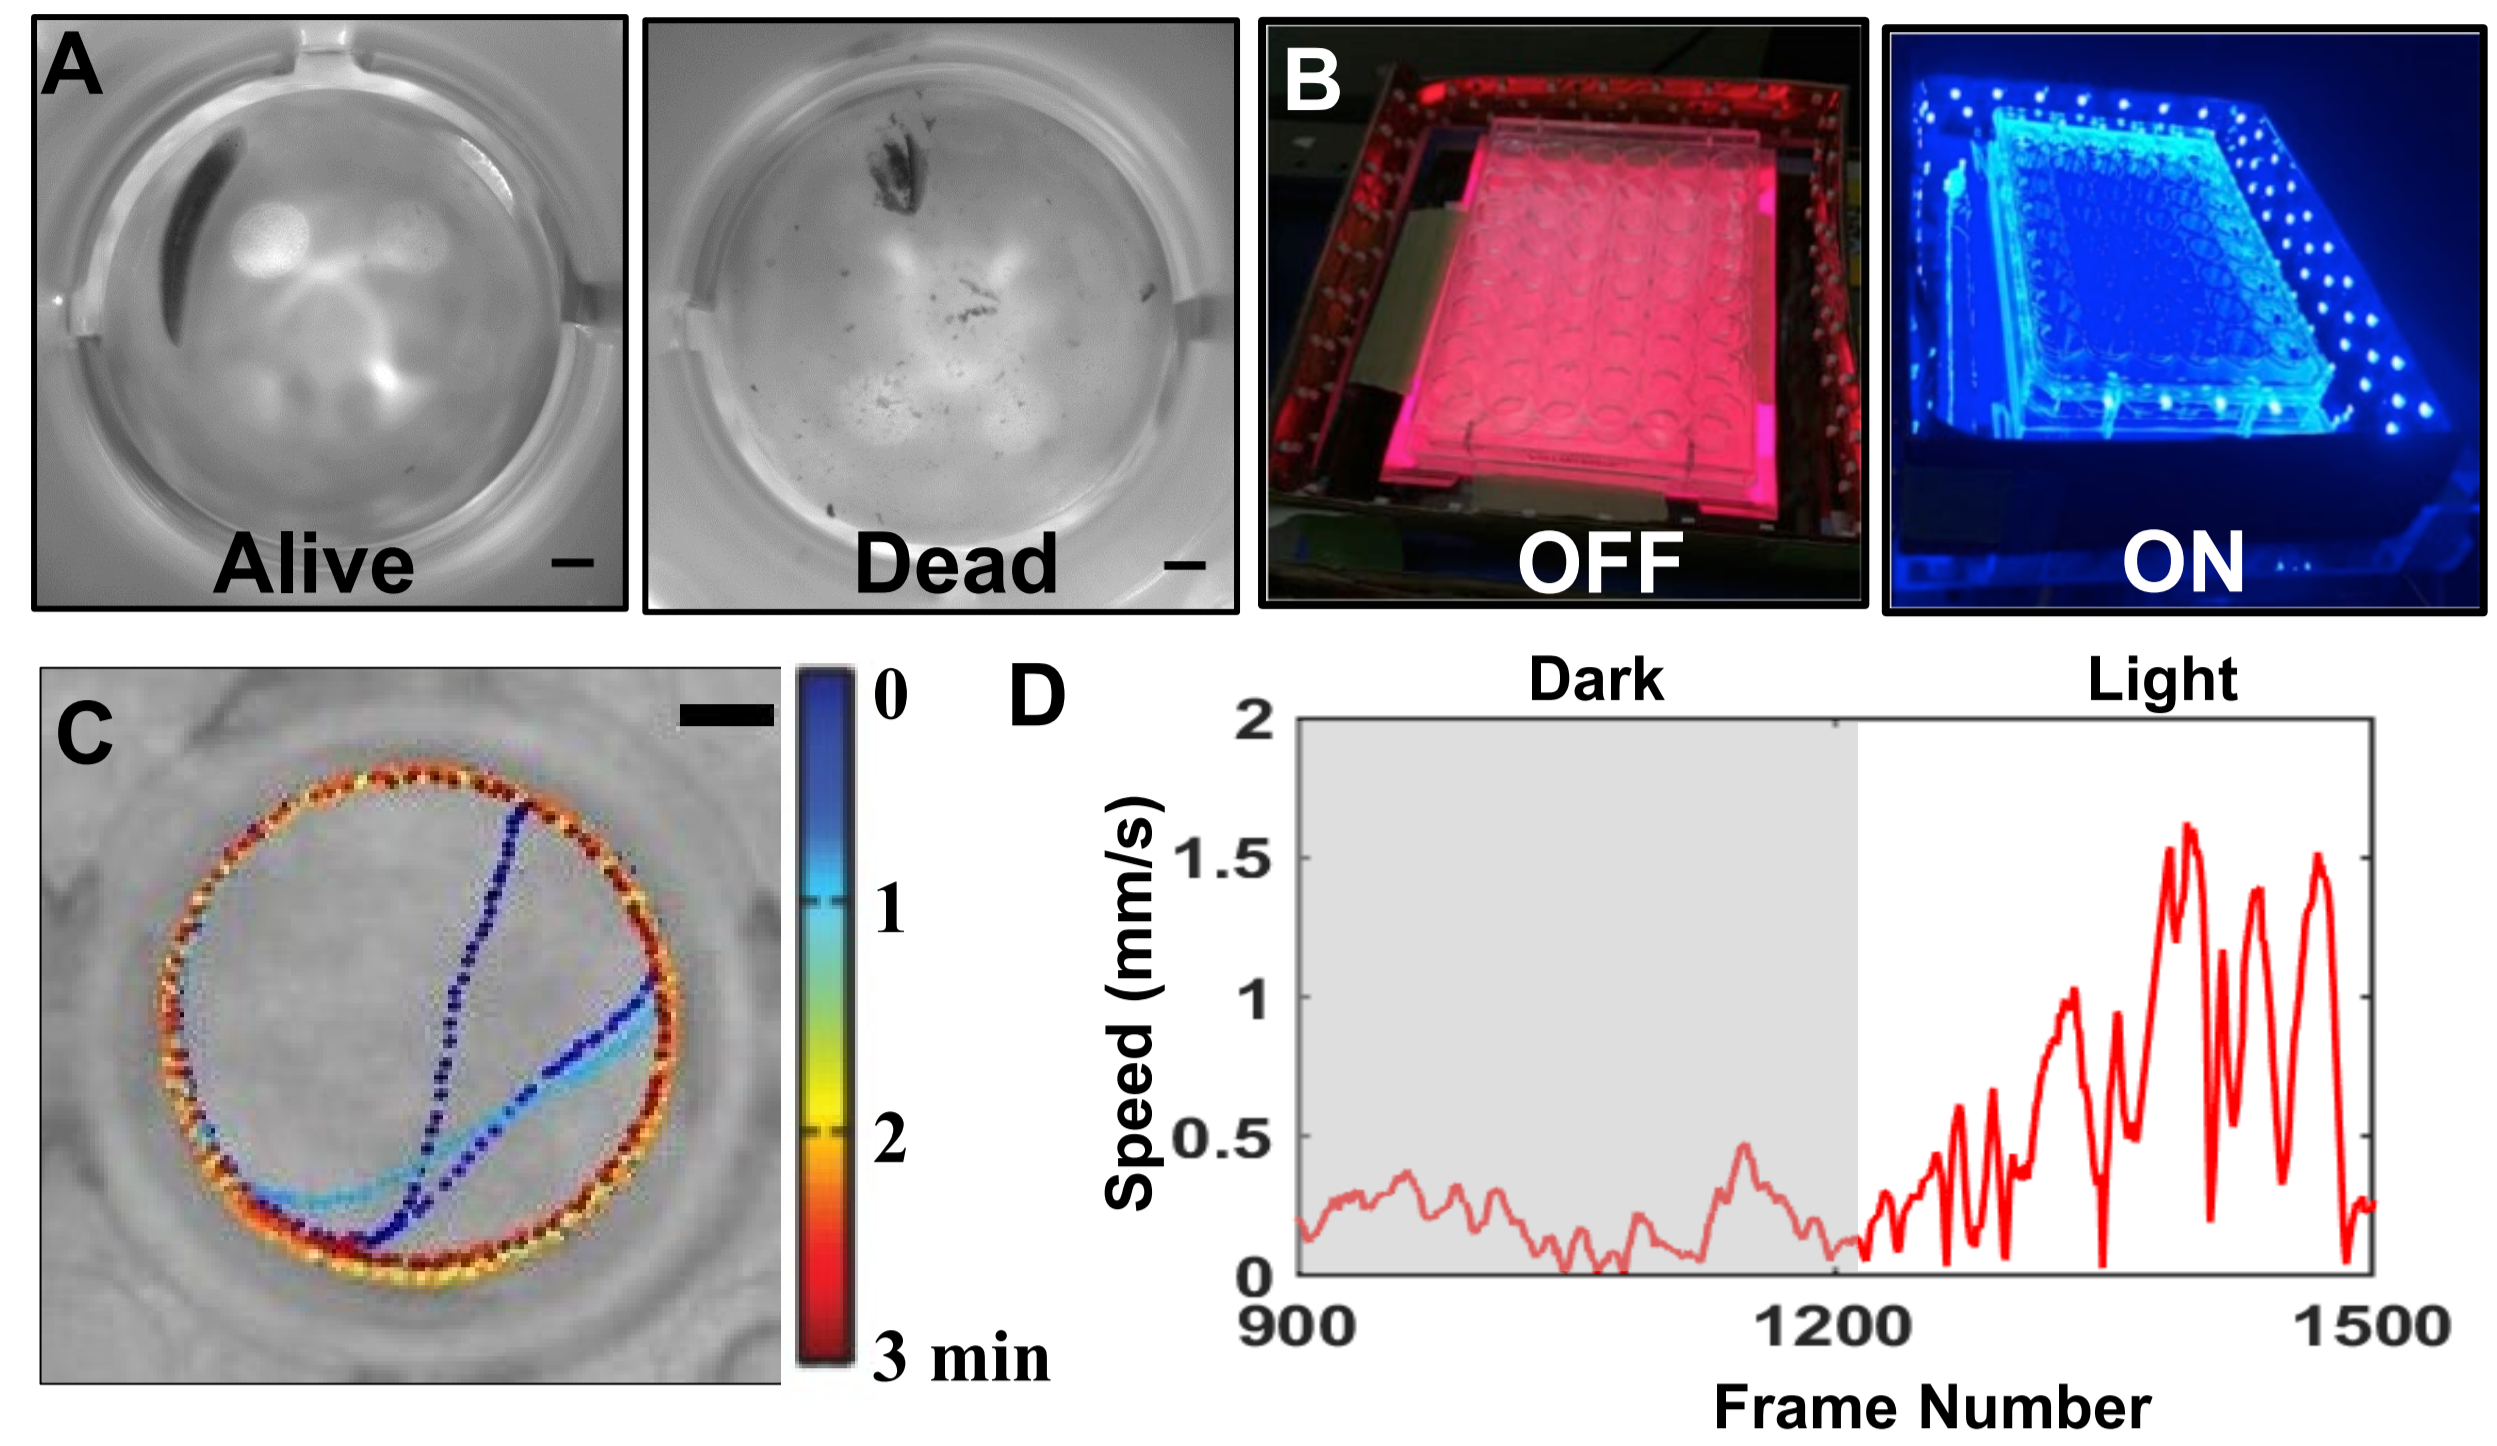 A
Alive
Dead
B
OFF
ON
C
0
1
2
3 min
D
Dark
Light
Speed (mm/s)
2
1.5
1
0.5
0
900
1200
1500
Frame Number